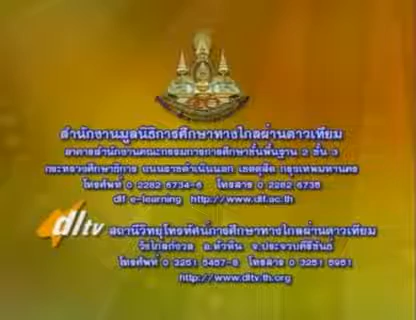 สำนักงานมูลนิธิการศึกษาทางไกลผ่านดาวเทียม
อาคารสำนักงานคณะกรรมการการศึกษาขั้นพื้นฐาน 2 ชั้น 3
กระทรวงศึกษาธิการ ถนนราชดำเนินนอก เขตดุสิต กรุงเทพมหานคร
โทรศัพท์ 0 2282 6734-5 โทรสาร 0 2282 6735
dlf e-learning http://www.dlf.ac.th
dltv สถานีวิทยุโทรทัศน์การศึกษาทางไกลผ่านดาวเทียม
วังไกลกังวล อ.หัวหิน จ.ประจวบคีรีขันธ์
โทรศัพท์ 0 3251 5457-8 โทรสาร 0 3251 5951
http://www.dltv.th.org